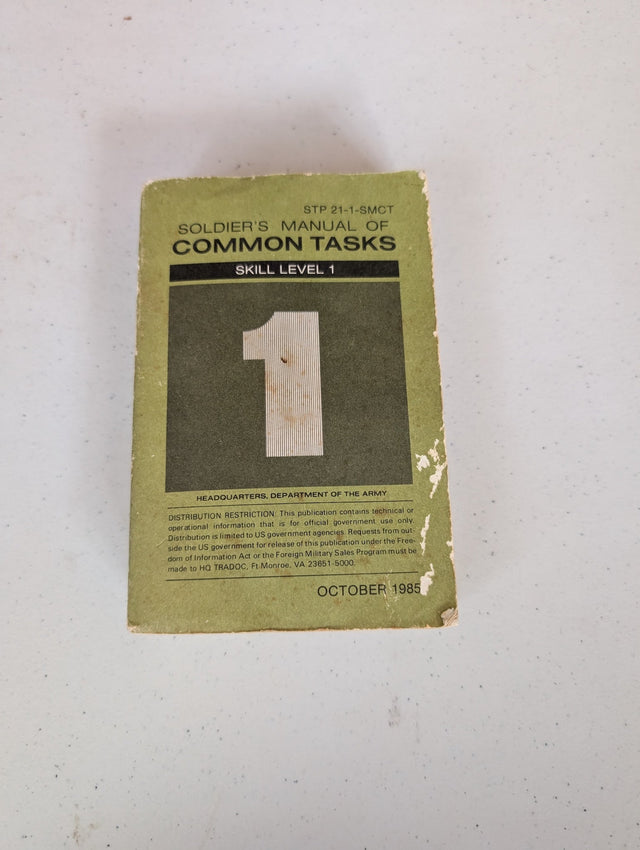 STP 21-1-SMCT
SOLDIER'S MANUAL OF
COMMON TASKS
SKILL LEVEL 1
1
HEADQUARTERS, DEPARTMENT OF THE ARMY
DISTRIBUTION RESTRICTION: This publication contains technical or
operational information that is for official government use only.
Distribution is limited to US government agencies. Requests from out-
side the US government for release of this publication under the Free-
dom of Information Act or the Foreign Military Sales Program must be
made to HQ TRADOC, Ft Monroe, VA 23651-5000.
OCTOBER 1985